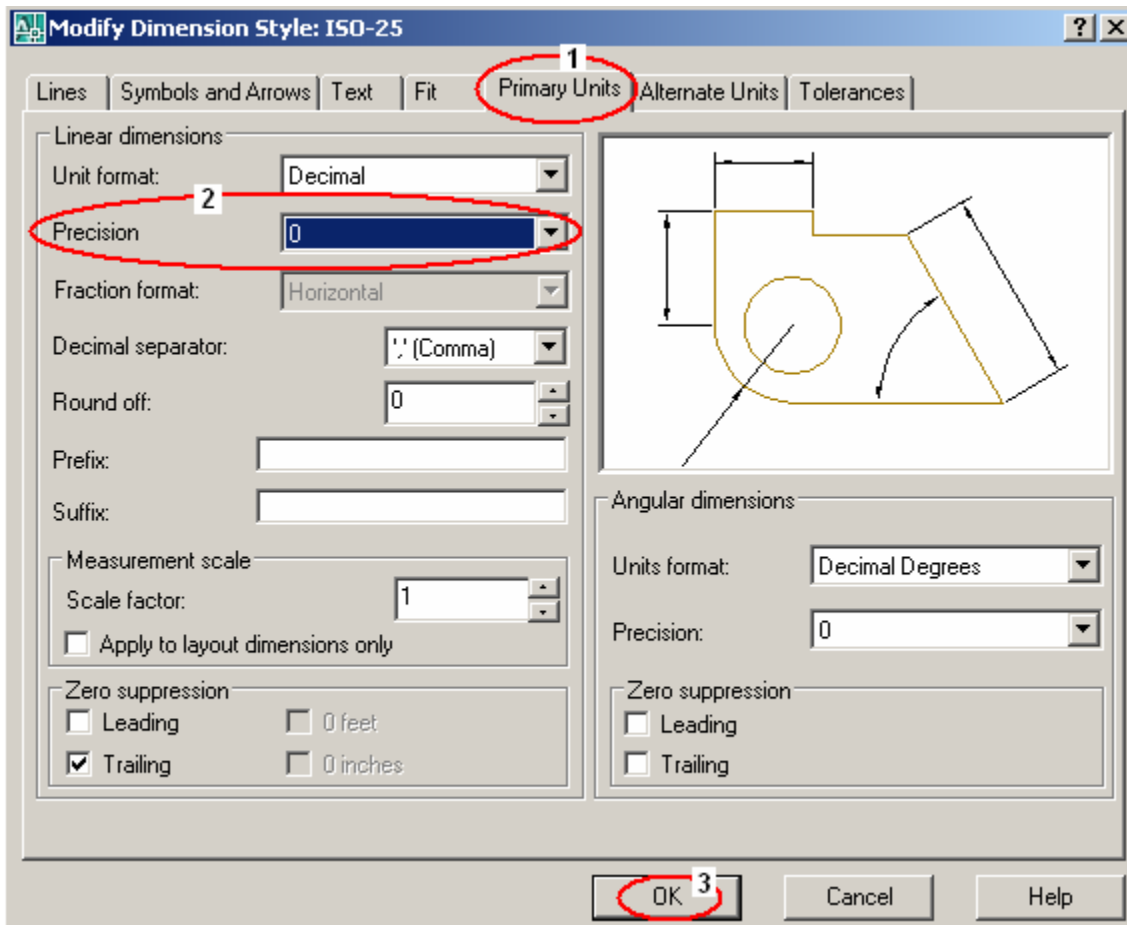 Modify Dimension Style: ISO-25
1
Lines Symbols and Arrows Text Fit Primary Units Alternate Units Tolerances
Linear dimensions
Unit format: Decimal
2
Precision 0
Fraction format: Horizontal
Decimal separator: ',' (Comma)
Round off: 0
Prefix:
Suffix:
Measurement scale
Scale factor: 1
Apply to layout dimensions only
Zero suppression
Leading 0 feet
Trailing 0 inches
Angular dimensions
Units format: Decimal Degrees
Precision: 0
Zero suppression
Leading
Trailing
OK 3 Cancel Help